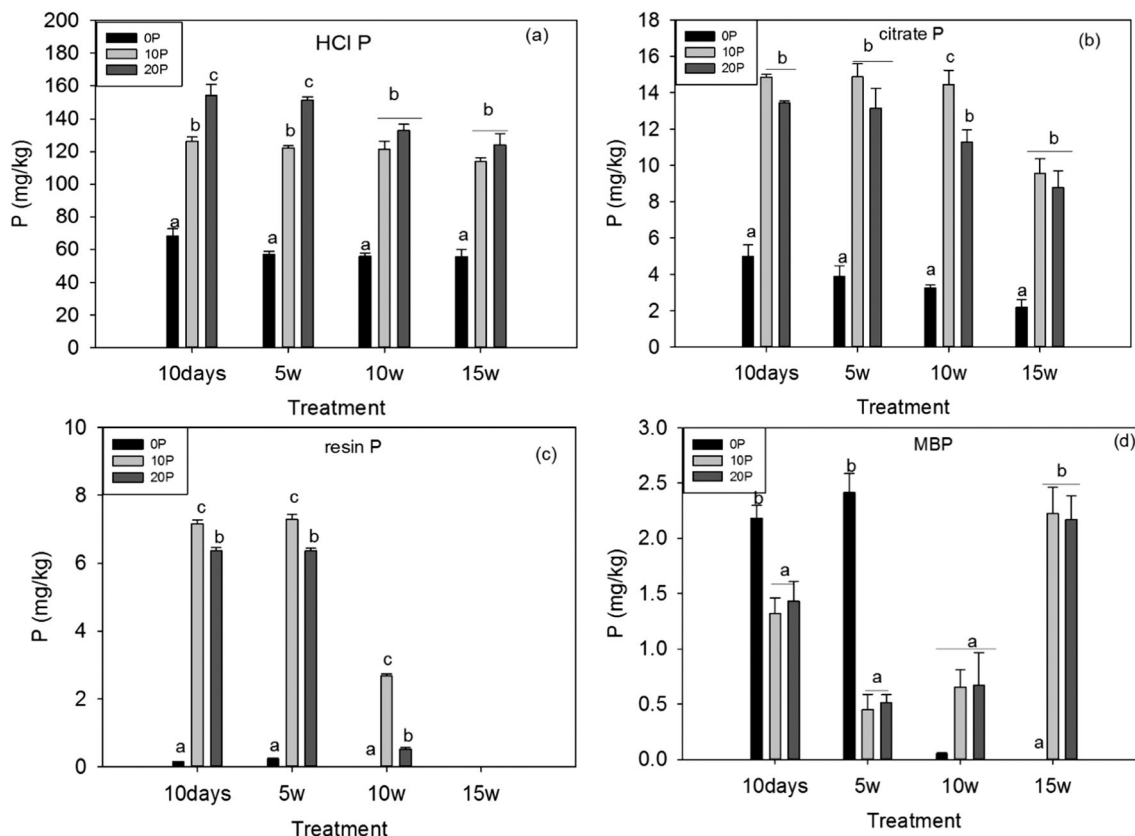 HCl P
(a)
0P
10P
20P
200
180
160
140
120
100
80
60
40
20
0
P (mg/kg)
a b c
a b c
a b
a b
10days 5w 10w 15w
Treatment
citrate P
(b)
0P
10P
20P
18
16
14
12
10
8
6
4
2
0
P (mg/kg)
a b
a b
a c b
a b
10days 5w 10w 15w
Treatment
resin P
(c)
0P
10P
20P
10
8
6
4
2
0
P (mg/kg)
a c b
a c b
a c b
10days 5w 10w 15w
Treatment
MBP
(d)
0P
10P
20P
3.0
2.5
2.0
1.5
1.0
0.5
0.0
P (mg/kg)
b a
b a
a
a b
10days 5w 10w 15w
Treatment